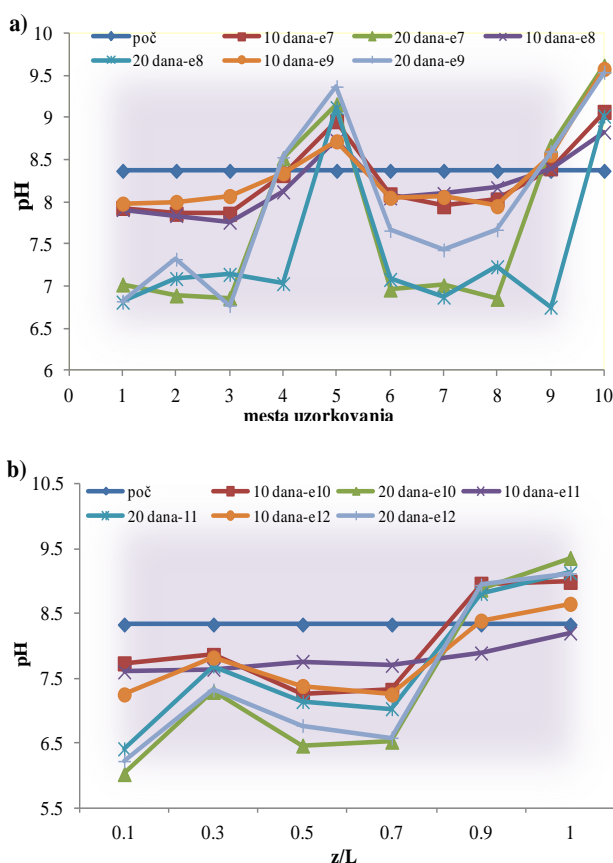 a)
poč 10 dana-e7 20 dana-e7 10 dana-e8
20 dana-e8 10 dana-e9 20 dana-e9
10
9.5
9
8.5
8
7.5
7
6.5
6
pH
0 1 2 3 4 5 6 7 8 9 10
mesta uzorkovanja
b)
poč 10 dana-e10 20 dana-e10 10 dana-e11
20 dana-11 10 dana-e12 20 dana-e12
10.5
9.5
8.5
7.5
6.5
5.5
pH
0.1 0.3 0.5 0.7 0.9 1
z/L